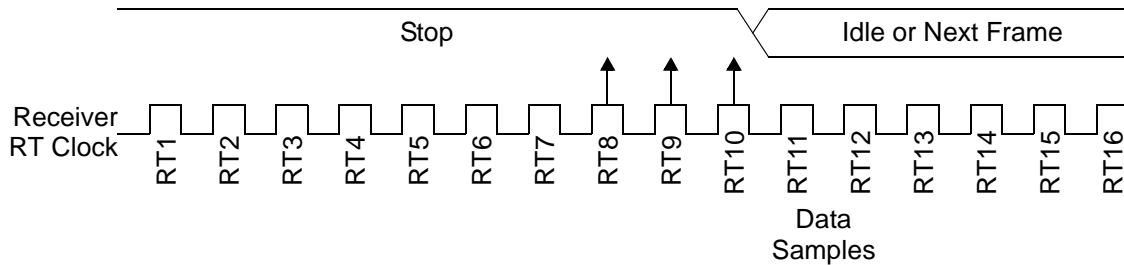 Stop
Idle or Next Frame
Receiver
RT Clock
RT1
RT2
RT3
RT4
RT5
RT6
RT7
RT8
RT9
RT10
RT11
RT12
RT13
RT14
RT15
RT16
Data
Samples